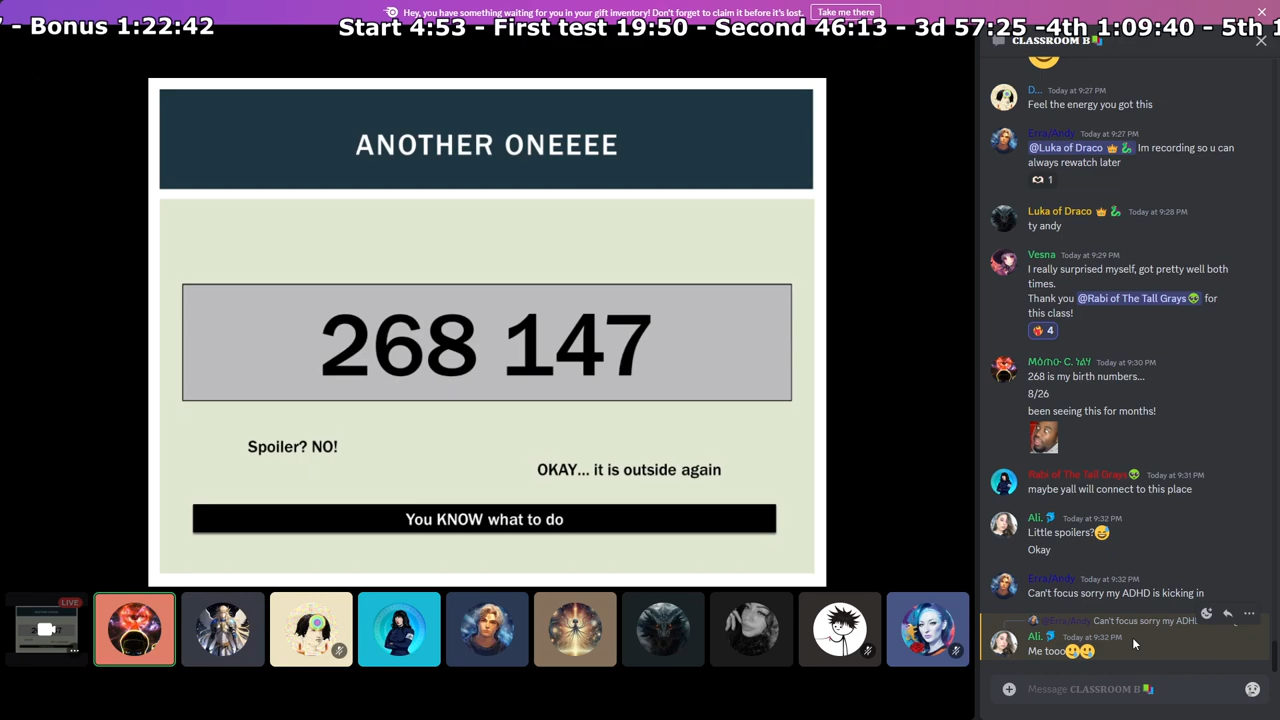 Hey, you have something waiting for you in your gift inventory! Don't forget to claim it before it's lost. Take me there
- Bonus 1:22:42 Start 4:53 - First test 19:50 - Second 46:13 - 3d 57:25 -4th 1:09:40 - 5th
CLASSROOM B
ANOTHER ONEEEE
268 147
Spoiler? NO!
OKAY... it is outside again
You KNOW what to do
LIVE
D... Today at 9:27 PM
Feel the energy you got this
Erra/Andy Today at 9:27 PM
@Luka of Draco 👑 🐍 Im recording so u can
always rewatch later
1
Luka of Draco 👑 🐍 Today at 9:28 PM
ty andy
Vesna Today at 9:29 PM
I really surprised myself, got pretty well both
times.
Thank you @Rabi of The Tall Grays👽 for
this class!
4
Today at 9:30 PM
268 is my birth numbers...
8/26
been seeing this for months!
Rabi of The Tall Grays👽 Today at 9:31 PM
maybe yall will connect to this place
Ali. Today at 9:32 PM
Little spoilers?😅
Okay
Erra/Andy Today at 9:32 PM
Can't focus sorry my ADHD is kicking in
@Erra/Andy Can't focus sorry my ADH
Ali. Today at 9:32 PM
Me tooo🥲🥲
Message CLASSROOM B